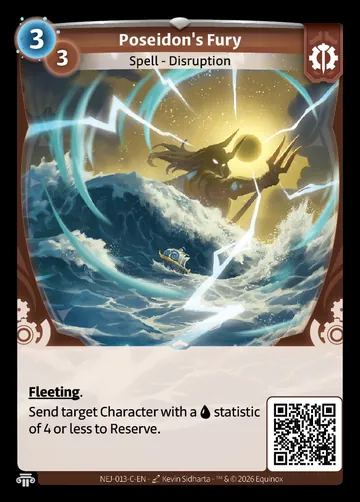 3
3
Poseidon's Fury
Spell - Disruption
Fleeting.
Send target Character with a statistic
of 4 or less to Reserve.
NEJ-013-C-EN - Kevin Sidharta - ™ & © 2026 Equinox